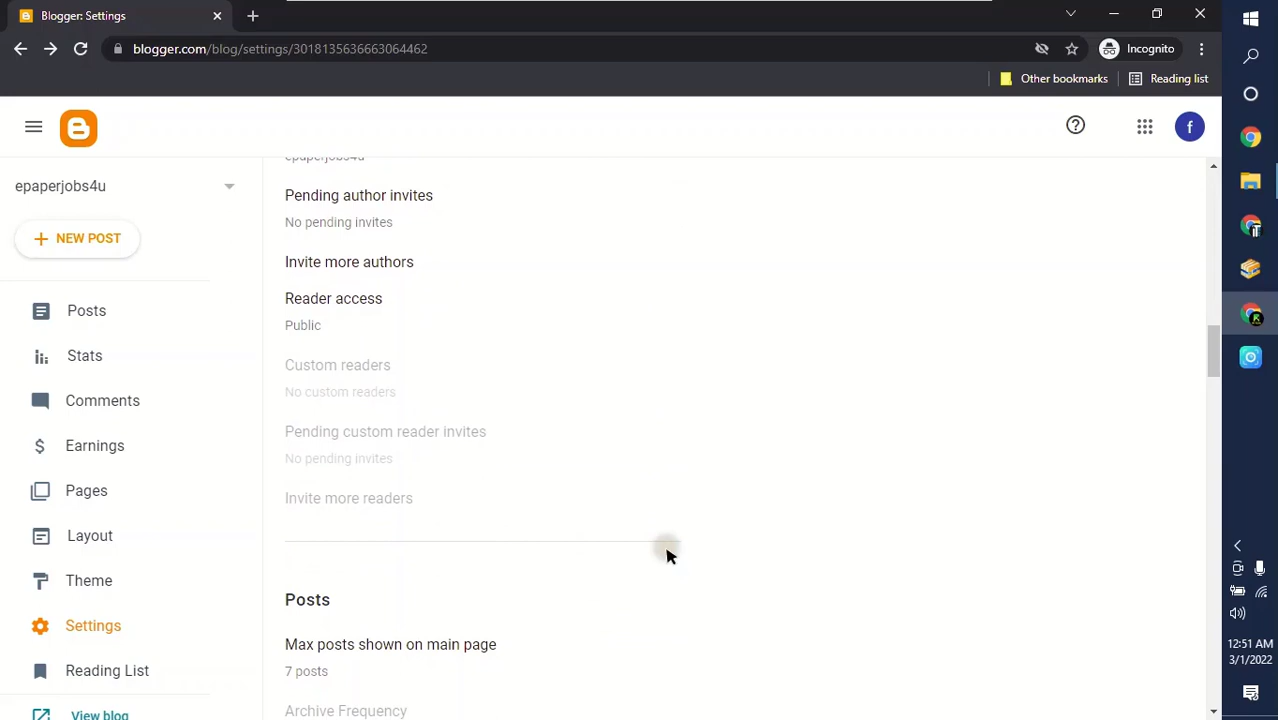 Blogger: Settings
blogger.com/blog/settings/3018135636663064462
Incognito
Other bookmarks
Reading list
f
epaperjobs4u
NEW POST
Posts
Stats
Comments
Earnings
Pages
Layout
Theme
Settings
Reading List
View blog
epaperjobs4u
Pending author invites
No pending invites
Invite more authors
Reader access
Public
Custom readers
No custom readers
Pending custom reader invites
No pending invites
Invite more readers
Posts
Max posts shown on main page
7 posts
Archive Frequency
12:51 AM
3/1/2022